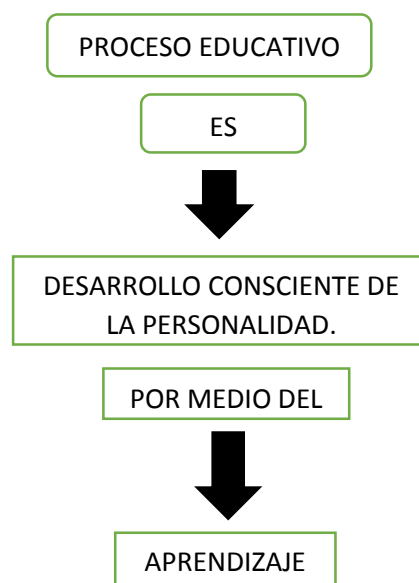 PROCESO EDUCATIVO
ES
DESARROLLO CONSCIENTE DE
LA PERSONALIDAD.
POR MEDIO DEL
APRENDIZAJE